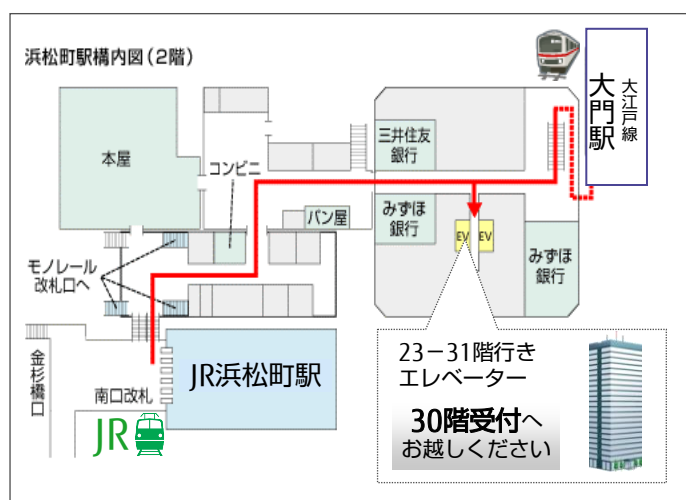 浜松町駅構内図（2階）
大江戸線
大門駅
三井住友
銀行
本屋
コンビニ
みずほ
銀行
パン屋
EV
EV
みずほ
銀行
モノレール
改札口へ
金杉橋口
JR浜松町駅
南口改札
JR
23－31階行き
エレベーター
30階受付へ
お越しください